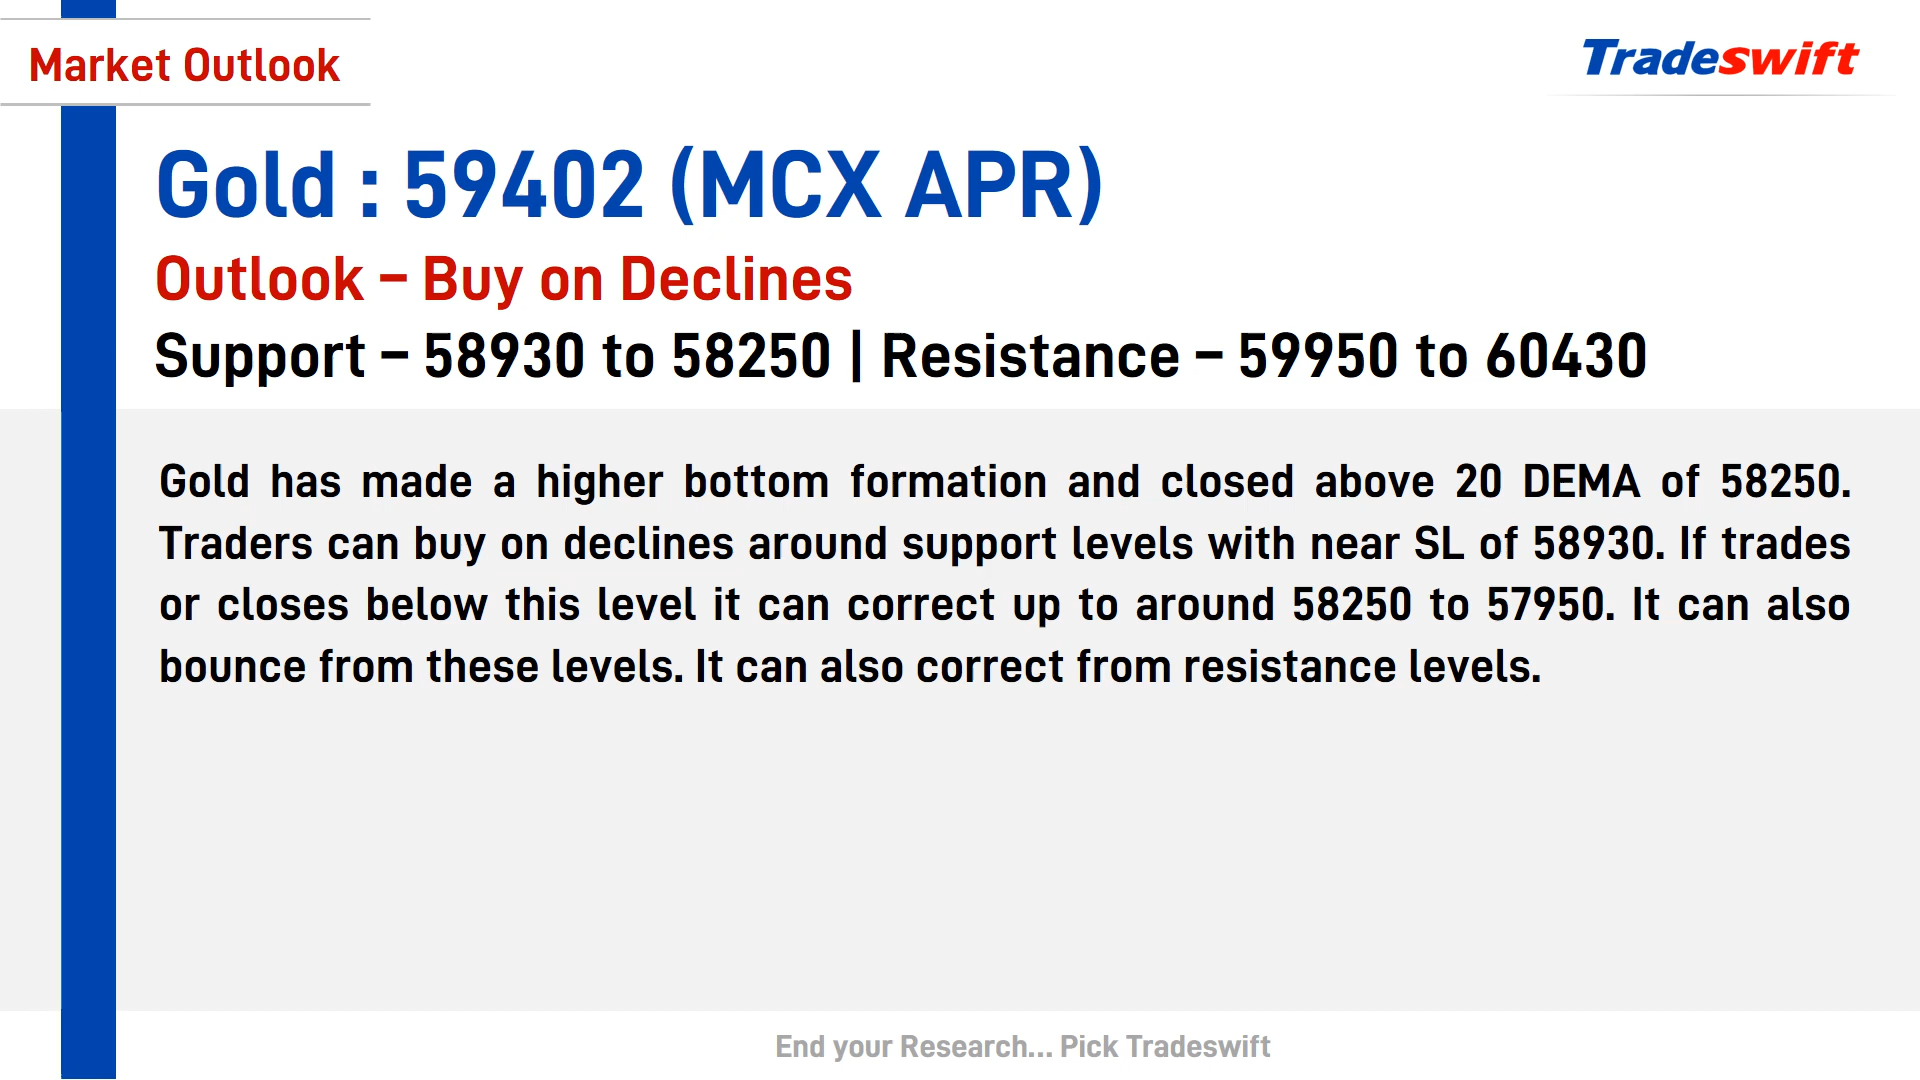 Market Outlook
Tradeswift
Gold : 59402 (MCX APR)
Outlook – Buy on Declines
Support – 58930 to 58250 | Resistance – 59950 to 60430
Gold has made a higher bottom formation and closed above 20 DEMA of 58250.
Traders can buy on declines around support levels with near SL of 58930. If trades
or closes below this level it can correct up to around 58250 to 57950. It can also
bounce from these levels. It can also correct from resistance levels.
End your Research... Pick Tradeswift